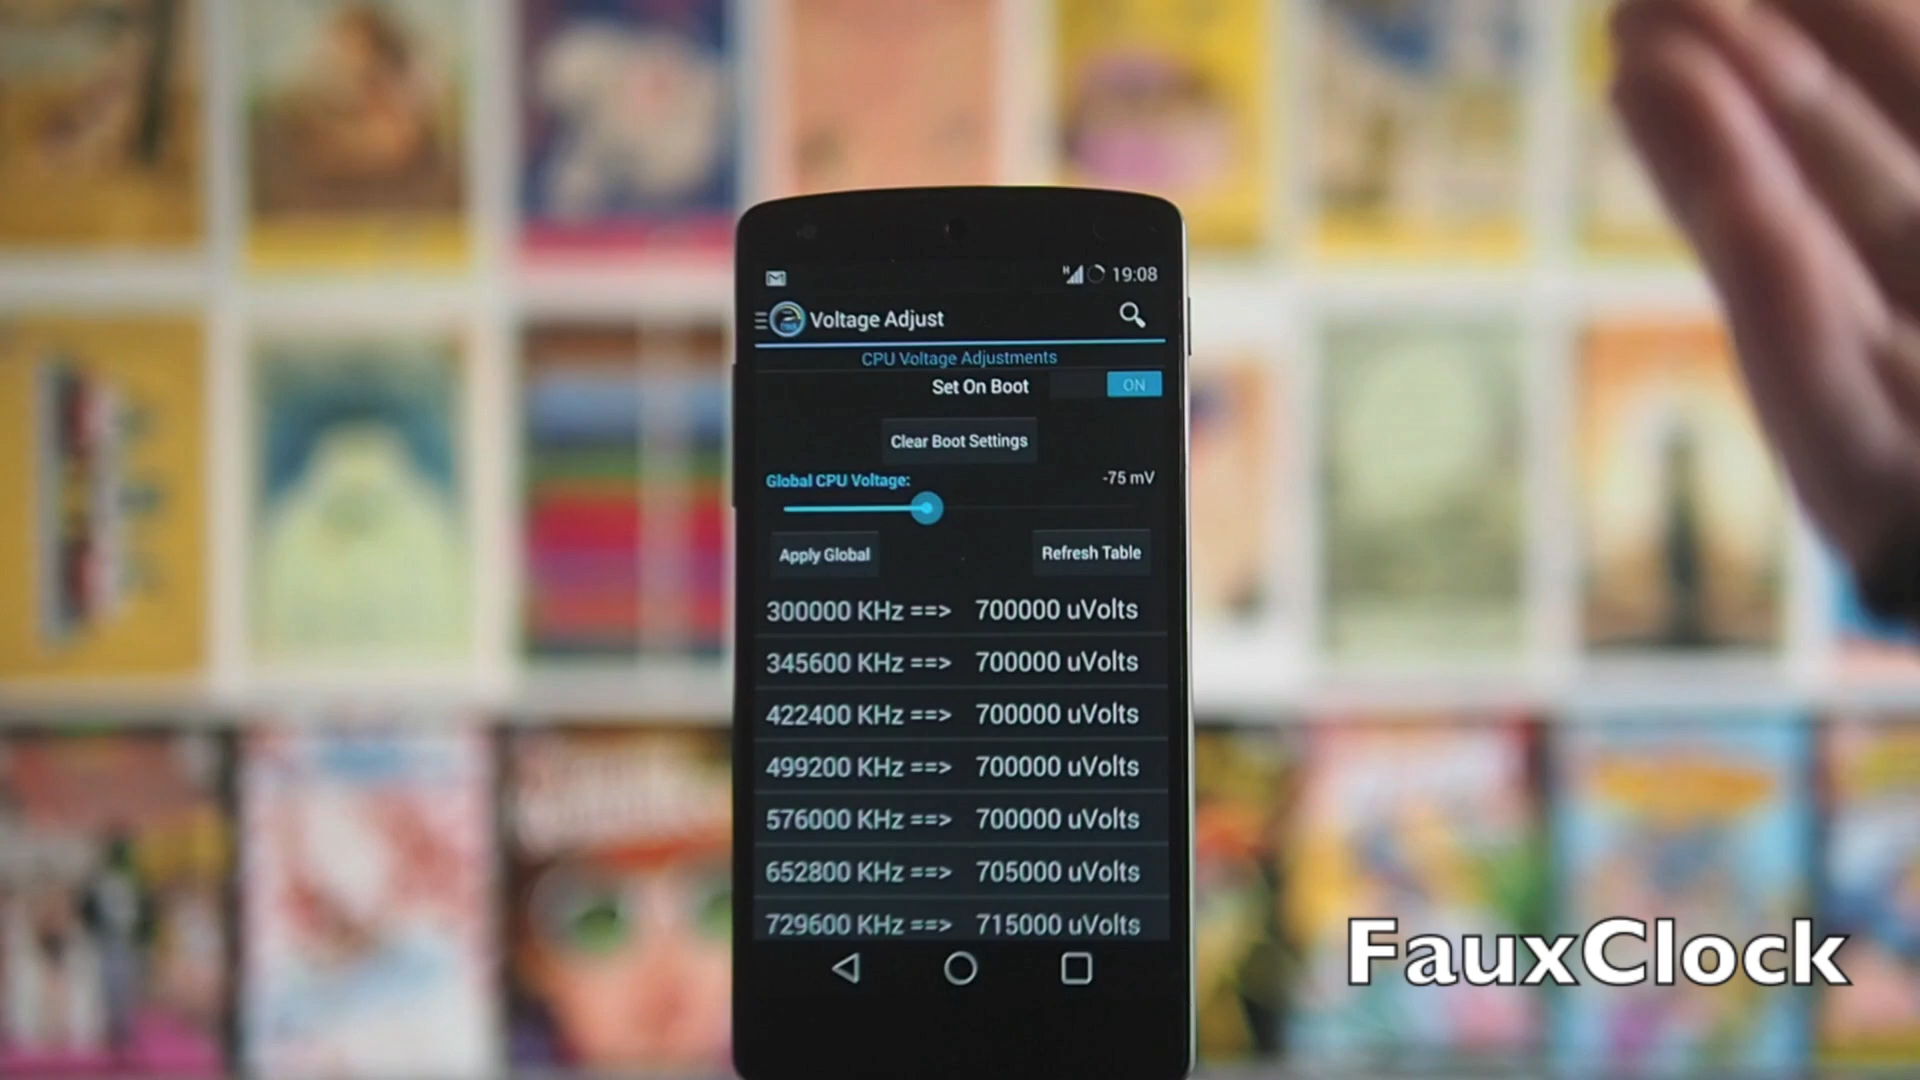 19:08
Voltage Adjust
CPU Voltage Adjustments
Set On Boot ON
Clear Boot Settings
Global CPU Voltage: -75 mV
Apply Global Refresh Table
300000 KHz ==> 700000 uVolts
345600 KHz ==> 700000 uVolts
422400 KHz ==> 700000 uVolts
499200 KHz ==> 700000 uVolts
576000 KHz ==> 700000 uVolts
652800 KHz ==> 705000 uVolts
729600 KHz ==> 715000 uVolts
FauxClock